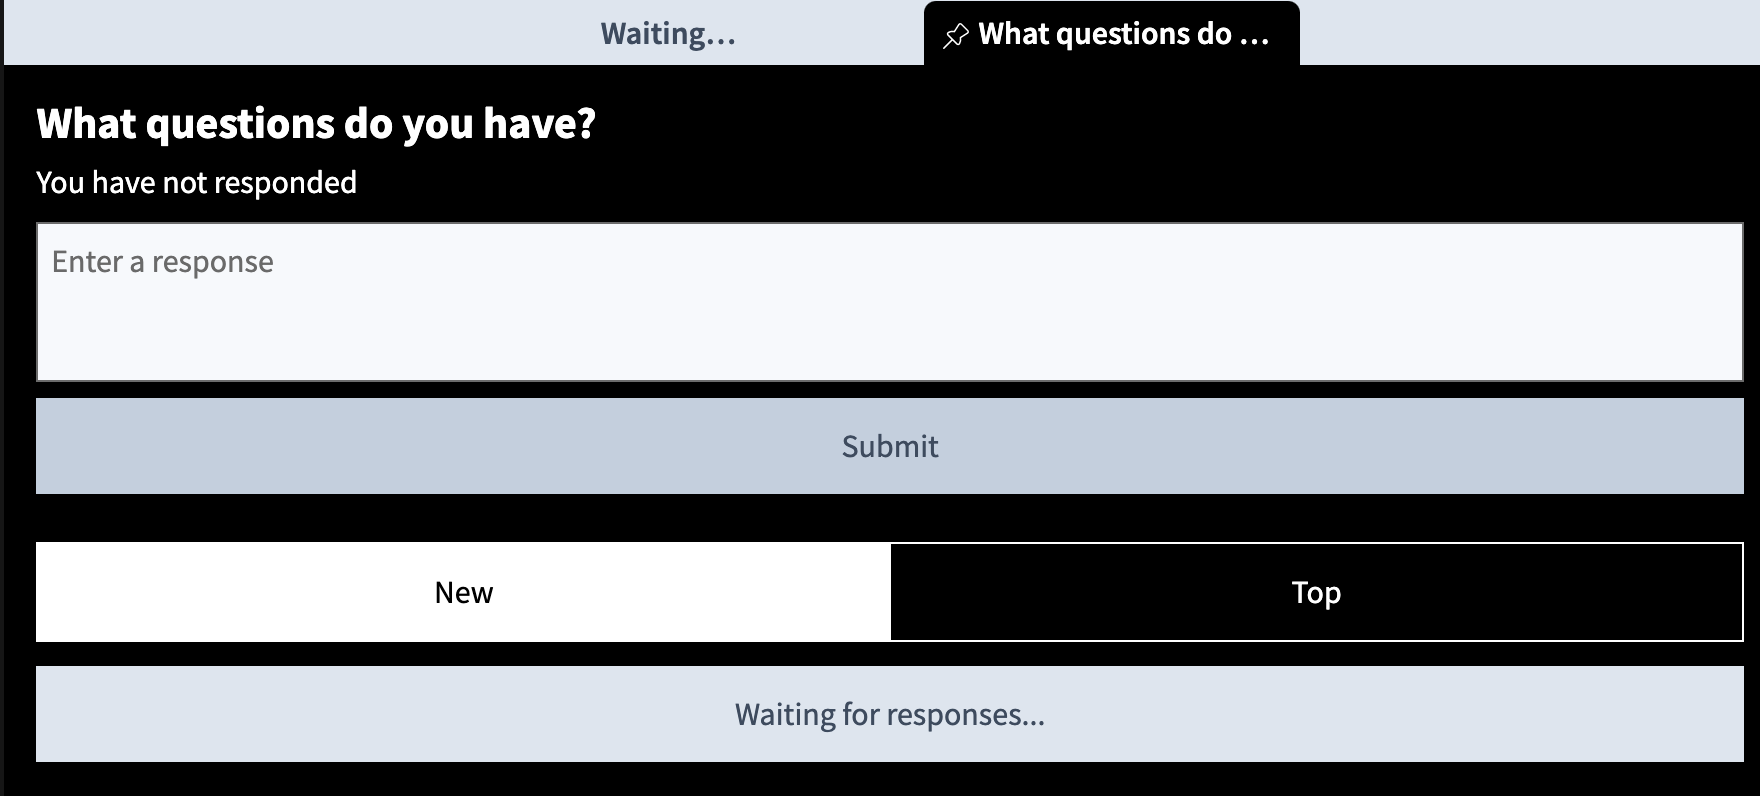 Waiting...
What questions do ...
What questions do you have?
You have not responded
Enter a response
Submit
New
Top
Waiting for responses...